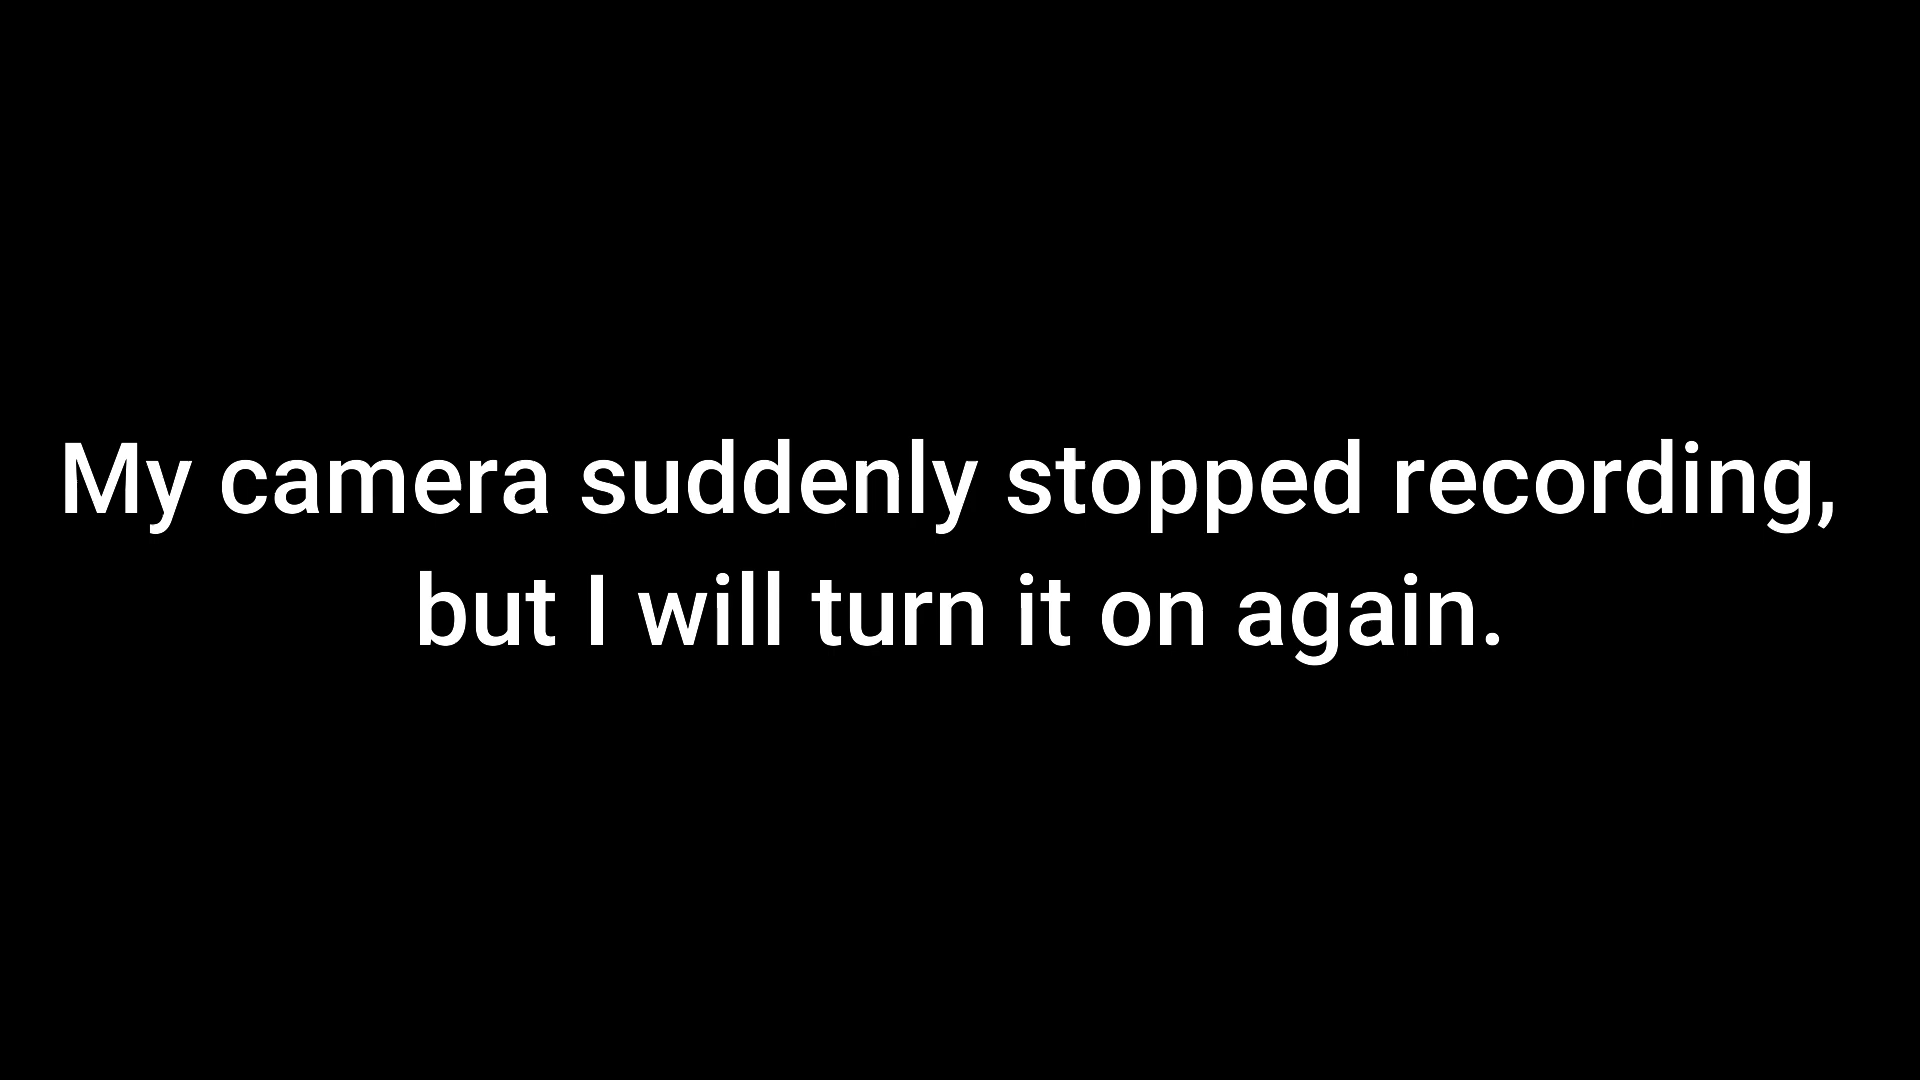 My camera suddenly stopped recording,
but I will turn it on again.